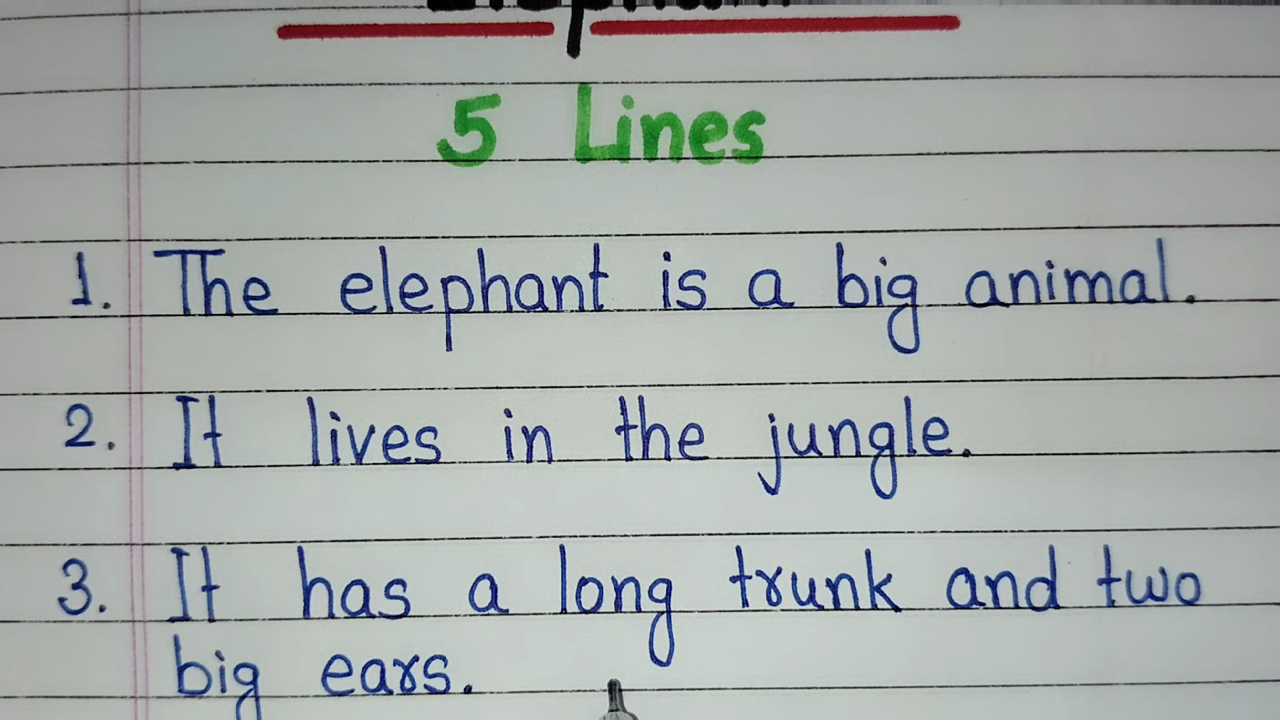 Elephant
5 Lines
1. The elephant is a big animal.
2. It lives in the jungle.
3. It has a long trunk and two
big ears.